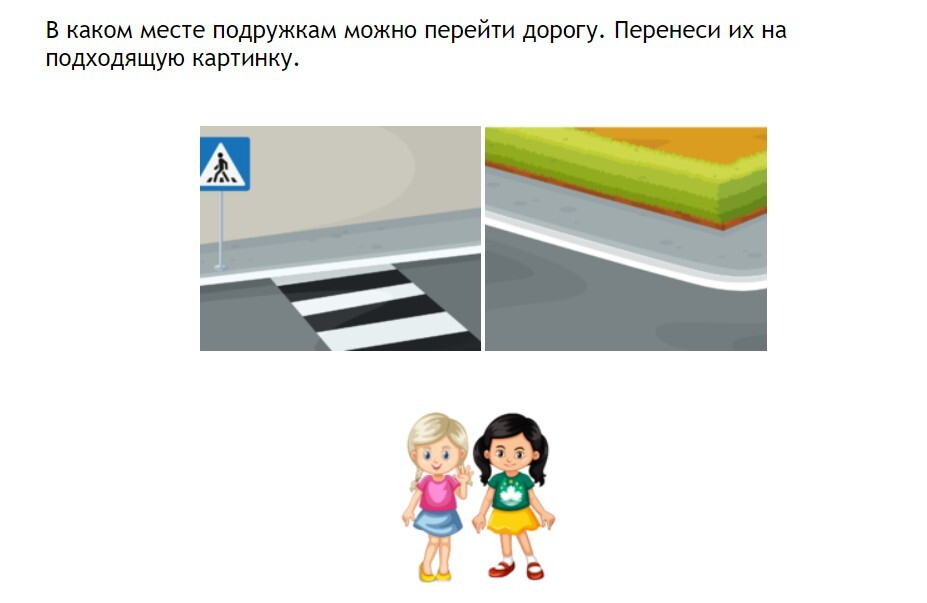 В каком месте подружкам можно перейти дорогу. Перенеси их на
подходящую картинку.